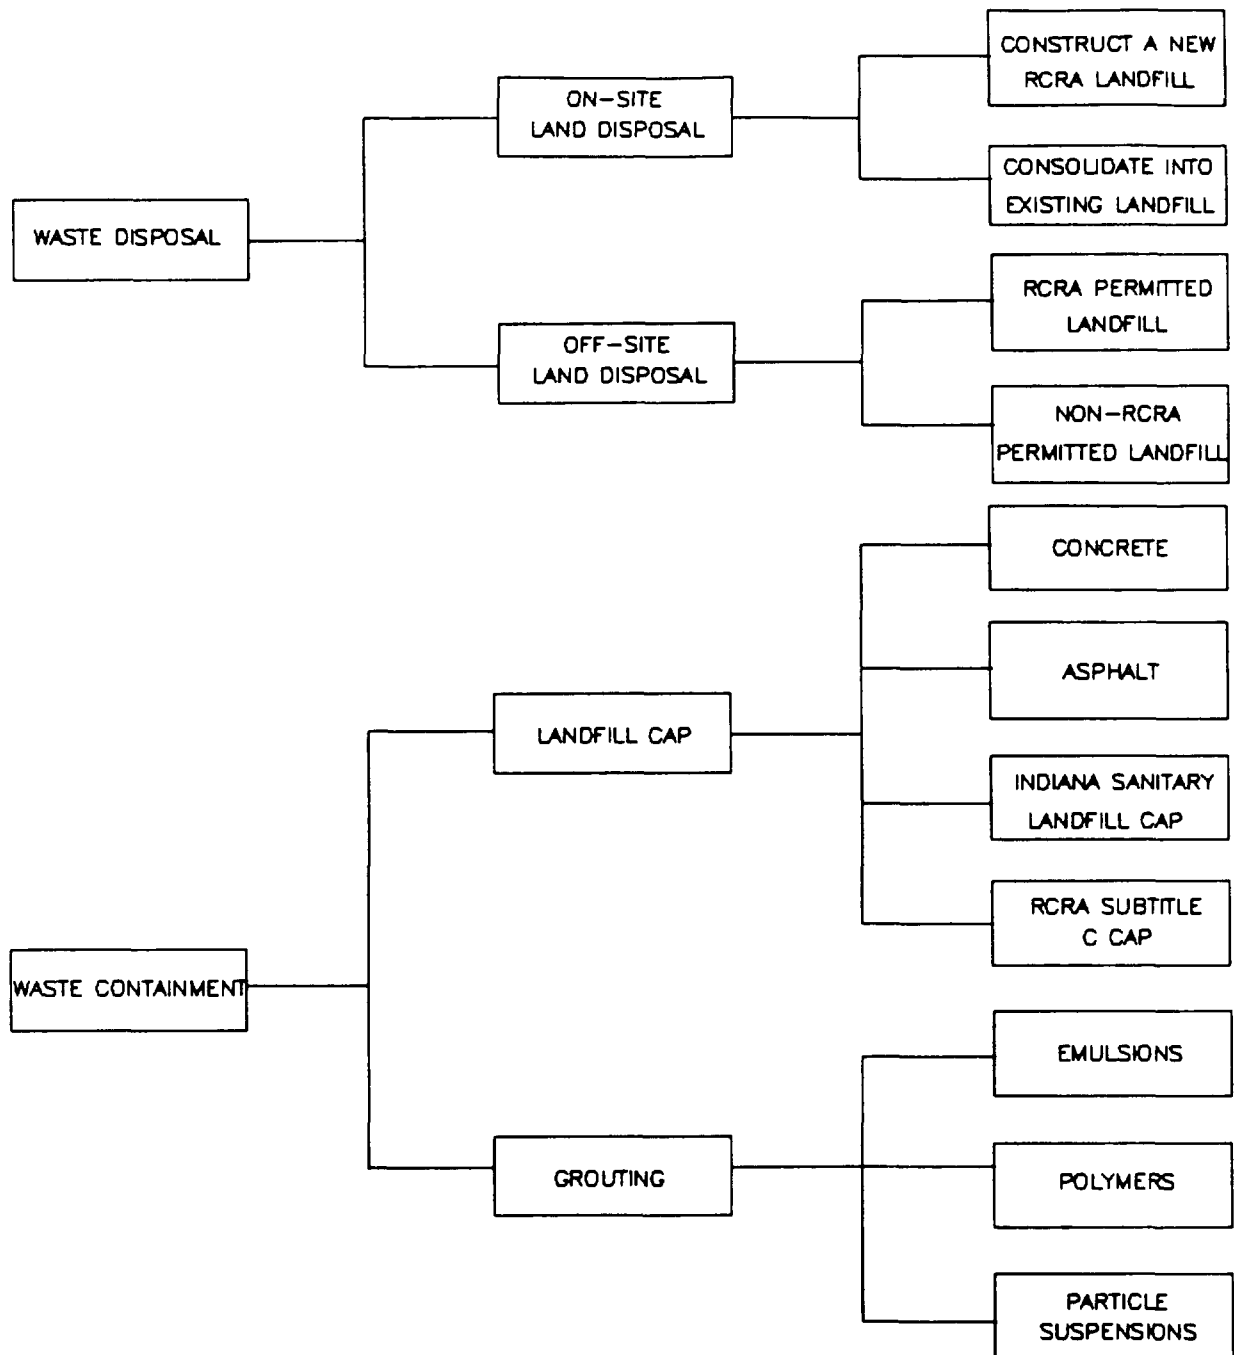 CONSTRUCT A NEW
RCRA LANDFILL
ON-SITE
LAND DISPOSAL
CONSOLIDATE INTO
EXISTING LANDFILL
WASTE DISPOSAL
RCRA PERMITTED
LANDFILL
OFF-SITE
LAND DISPOSAL
NON-RCRA
PERMITTED LANDFILL
CONCRETE
ASPHALT
LANDFILL CAP
INDIANA SANITARY
LANDFILL CAP
RCRA SUBTITLE
C CAP
WASTE CONTAINMENT
EMULSIONS
GROUTING
POLYMERS
PARTICLE
SUSPENSIONS